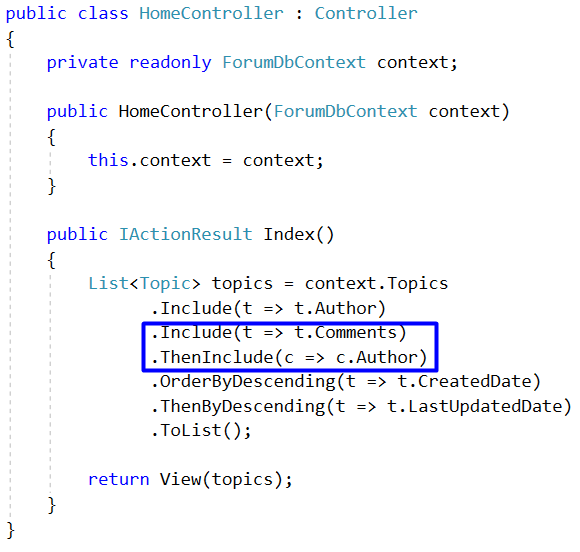 public class HomeController : Controller
{
    private readonly ForumDbContext context;
    public HomeController(ForumDbContext context)
    {
        this.context = context;
    }
    public IActionResult Index()
    {
        List<Topic> topics = context.Topics
            .Include(t => t.Author)
            .Include(t => t.Comments)
            .ThenInclude(c => c.Author)
            .OrderByDescending(t => t.CreatedDate)
            .ThenByDescending(t => t.LastUpdatedDate)
            .ToList();
        return View(topics);
    }
}